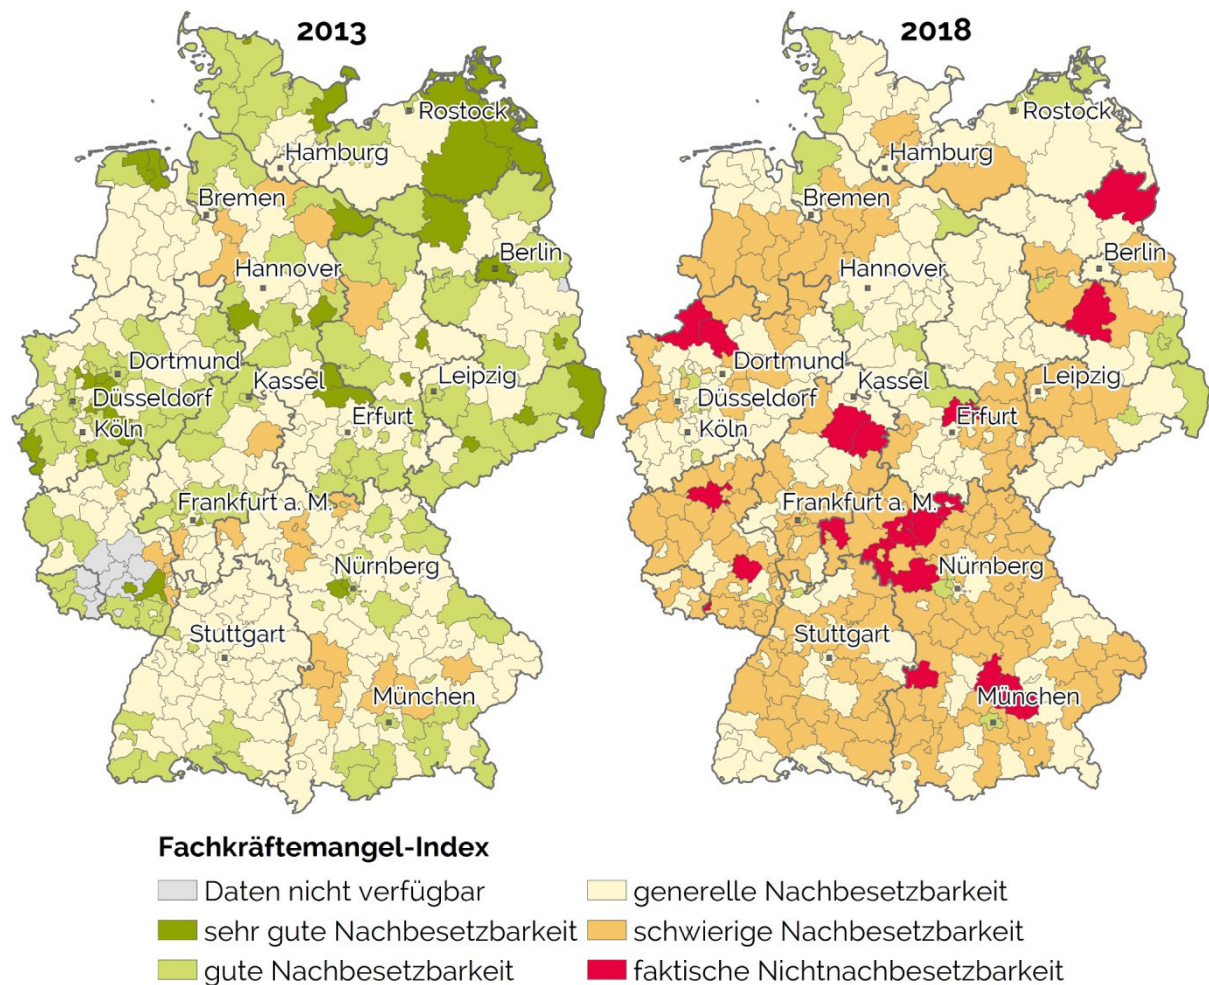 2013
Rostock
Hamburg
Bremen
Berlin
Hannover
Dortmund
Kassel
Leipzig
Düsseldorf
Erfurt
Köln
Frankfurt a. M.
Nürnberg
Stuttgart
München
2018
Rostock
Hamburg
Bremen
Berlin
Hannover
Dortmund
Kassel
Leipzig
Düsseldorf
Erfurt
Köln
Frankfurt a. M.
Nürnberg
Stuttgart
München
Fachkräftemangel-Index
Daten nicht verfügbar
sehr gute Nachbesetzbarkeit
gute Nachbesetzbarkeit
generelle Nachbesetzbarkeit
schwierige Nachbesetzbarkeit
faktische Nichtnachbesetzbarkeit